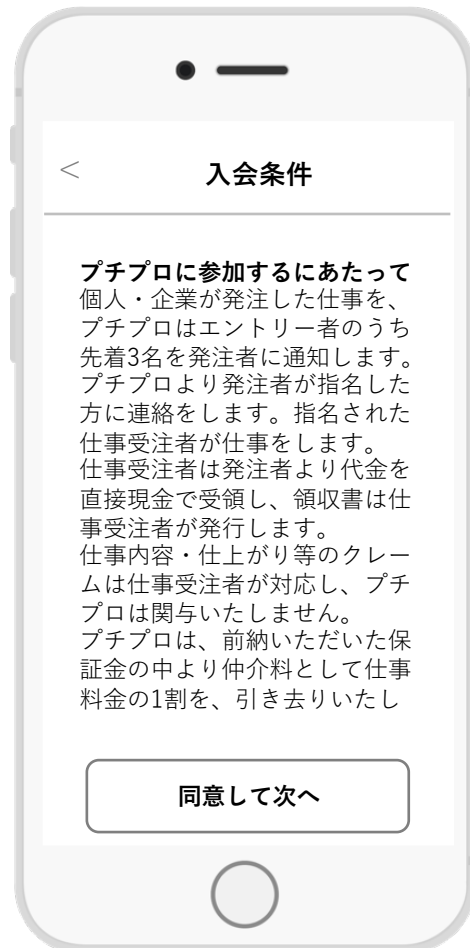 <
入会条件
プチプロに参加するにあたって
個人・企業が発注した仕事を、
プチプロはエントリー者のうち
先着3名を発注者に通知します。
プチプロより発注者が指名した
方に連絡をします。指名された
仕事受注者が仕事をします。
仕事受注者は発注者より代金を
直接現金で受領し、領収書は仕
事受注者が発行します。
仕事内容・仕上がり等のクレー
ムは仕事受注者が対応し、プチ
プロは関与いたしません。
プチプロは、前納いただいた保
証金の中より仲介料として仕事
料金の1割を、引き去りいたし
同意して次へ